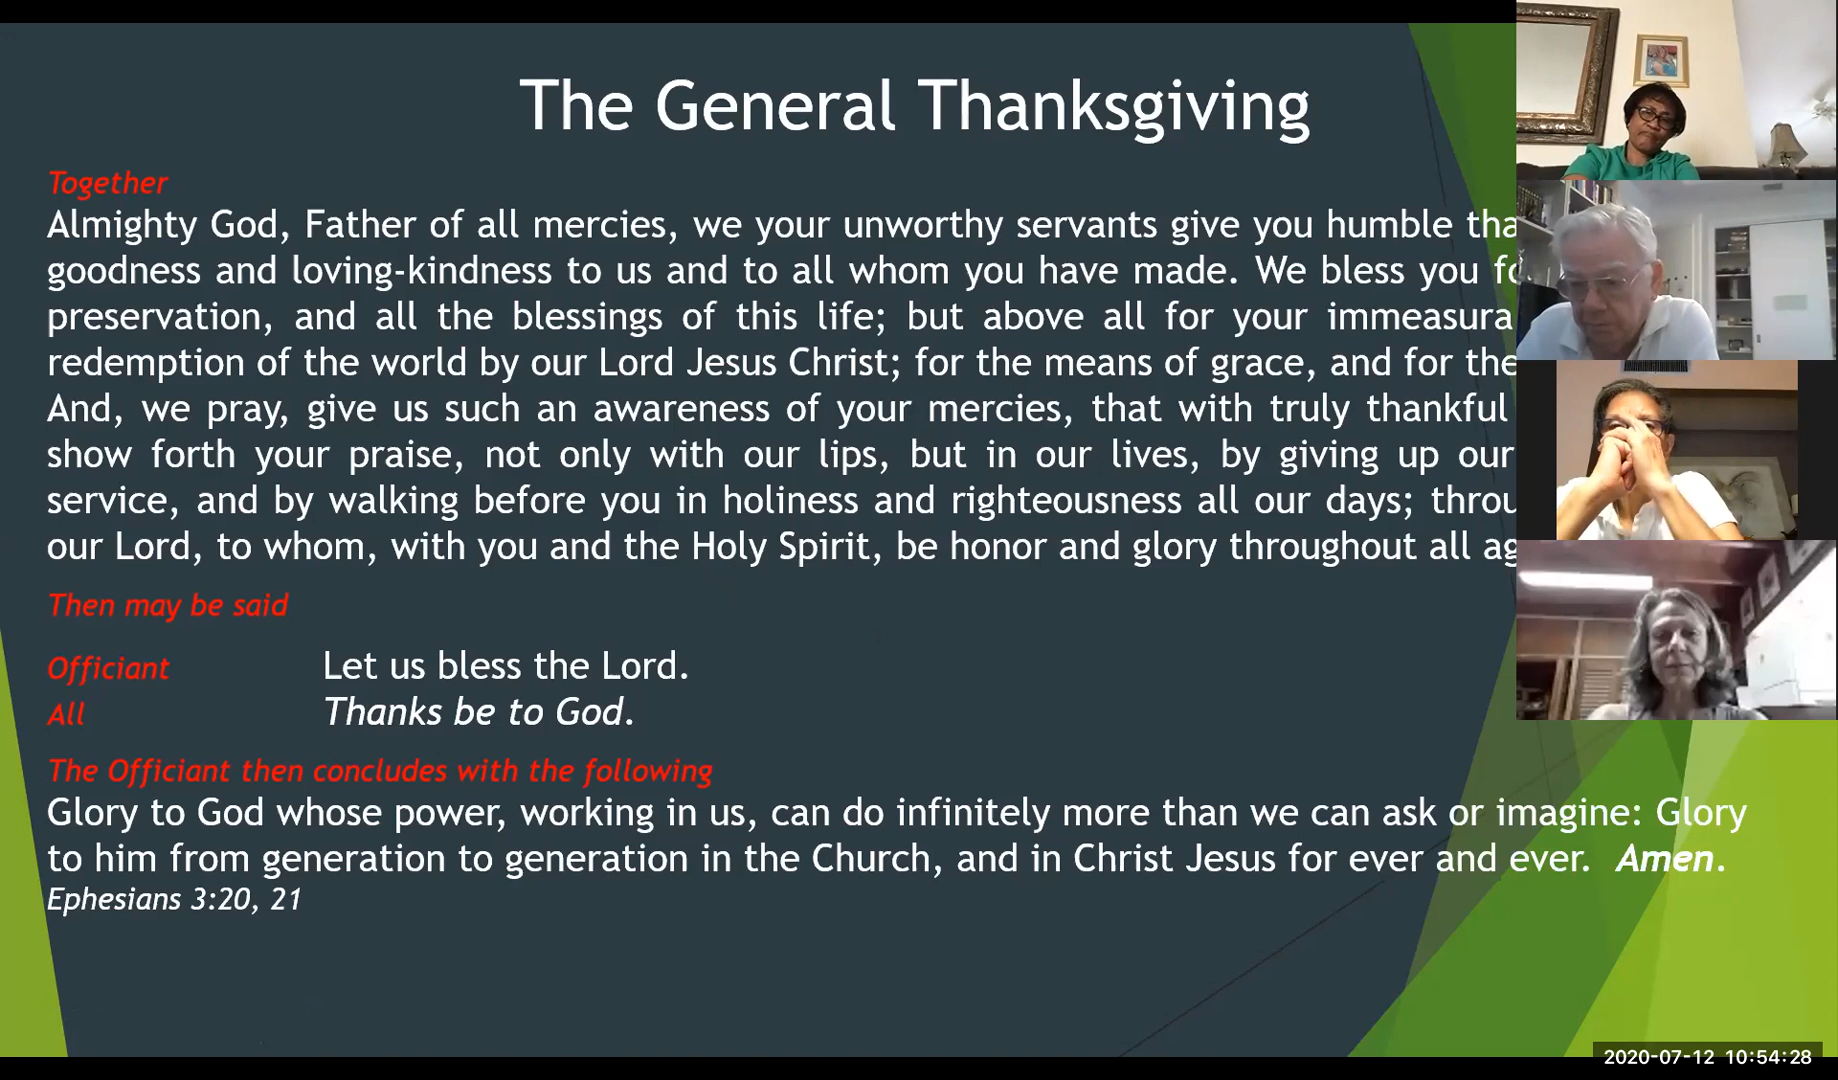 The General Thanksgiving
Together
Almighty God, Father of all mercies, we your unworthy servants give you humble
goodness and loving-kindness to us and to all whom you have made. We bless you
preservation, and all the blessings of this life; but above all for your
redemption of the world by our Lord Jesus Christ; for the means of grace, and for the
And, we pray, give us such an awareness of your mercies, that with truly thankful
show forth your praise, not only with our lips, but in our lives, by giving up our
service, and by walking before you in holiness and righteousness all our days;
our Lord, to whom, with you and the Holy Spirit, be honor and glory throughout all
Then may be said
Officiant Let us bless the Lord.
All Thanks be to God.
The Officiant then concludes with the following
Glory to God whose power, working in us, can do infinitely more than we can ask or imagine: Glory
to him from generation to generation in the Church, and in Christ Jesus for ever and ever. Amen.
Ephesians 3:20, 21
2020-07-12 10:54:28